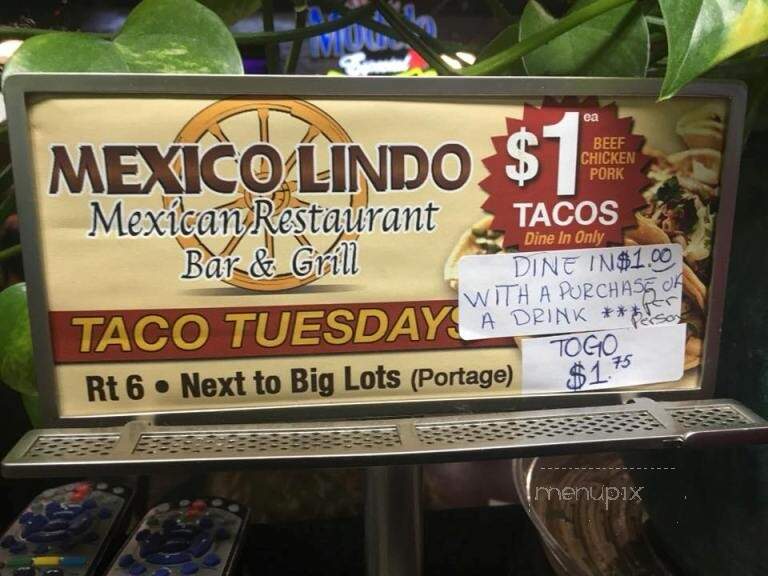 Modelo
Especial
MEXICO LINDO
Mexican Restaurant
Bar & Grill
$1 ea
BEEF
CHICKEN
PORK
TACOS
Dine In Only
DINE IN $1.00
WITH A PURCHASE OF
A DRINK *** Per
Person
TACO TUESDAYS
TOGO
$1.75
Rt 6 • Next to Big Lots (Portage)
menupix